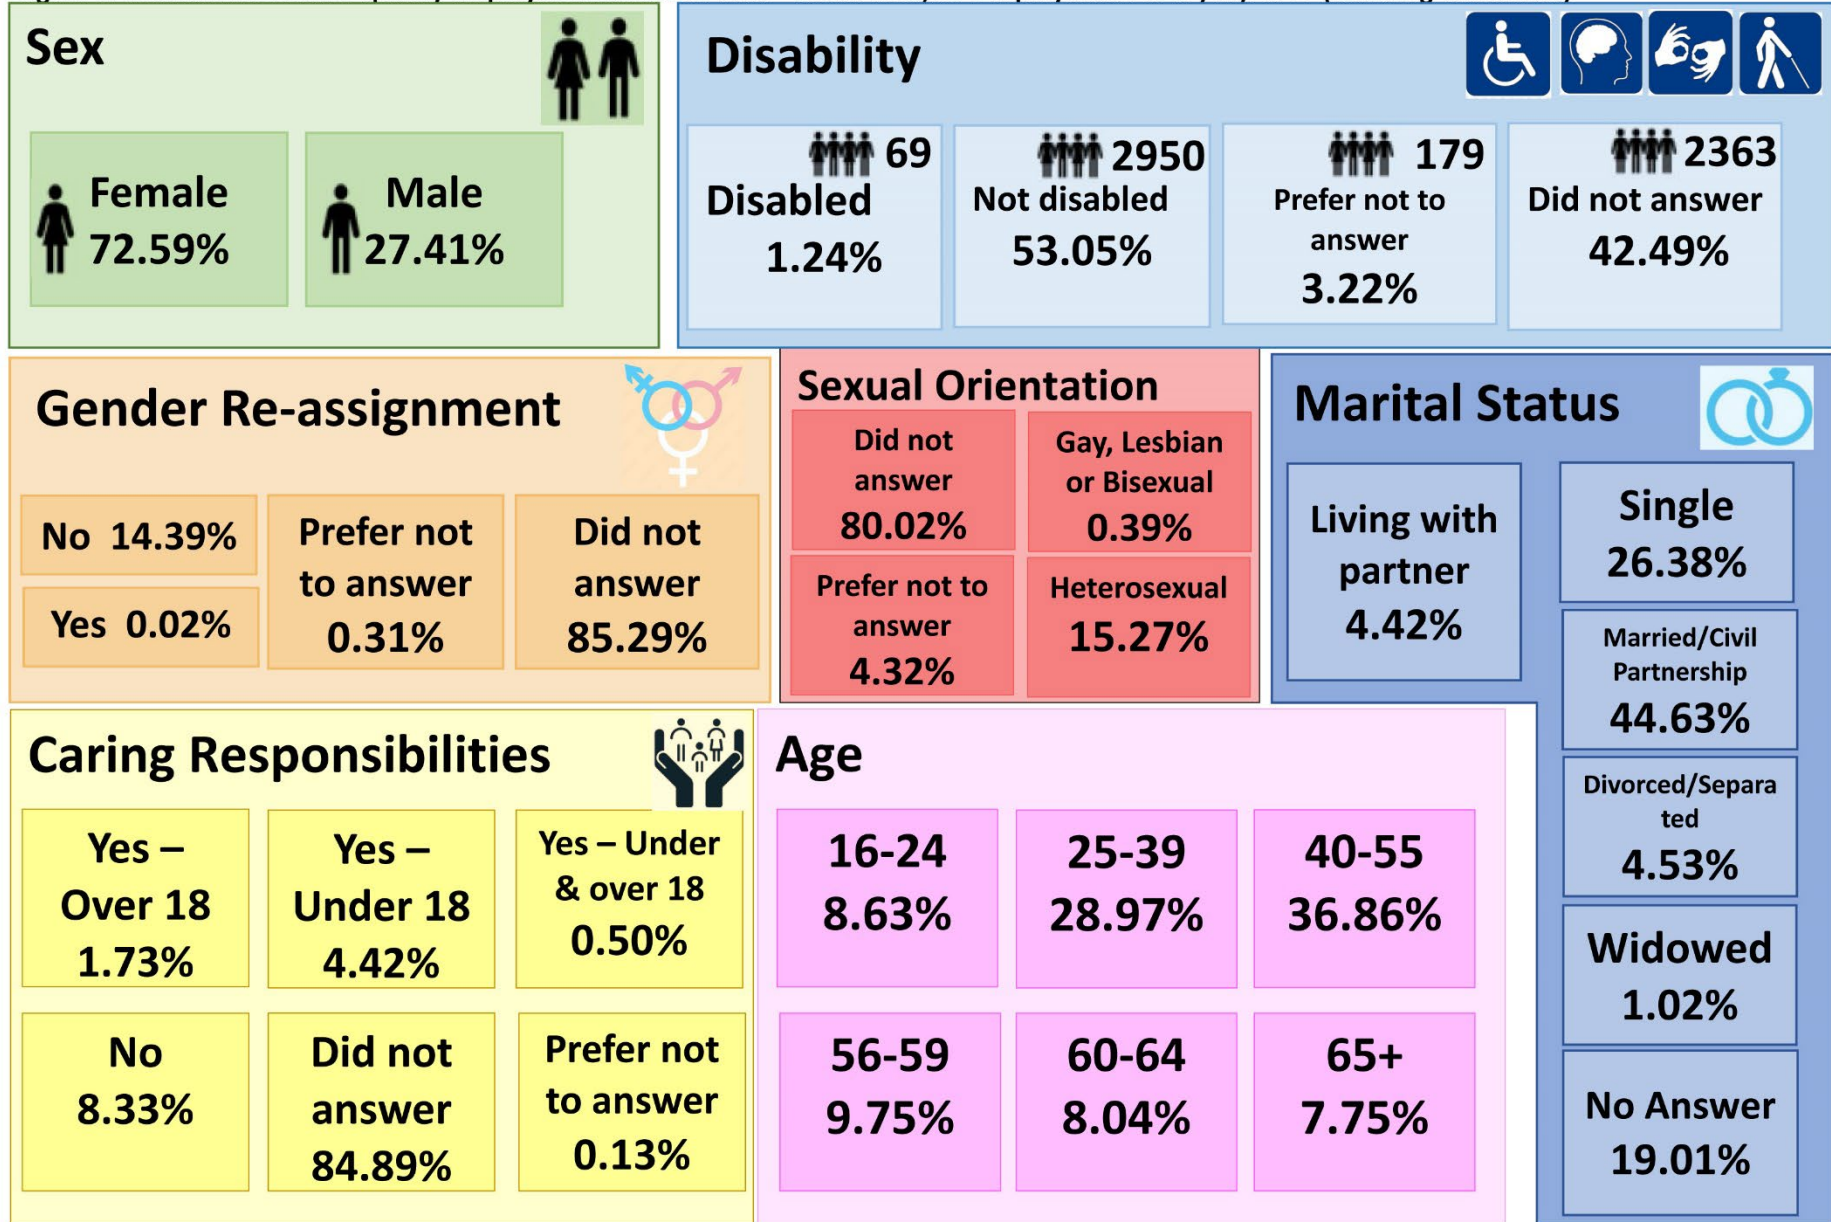 Sex
Female
72.59%
Male
27.41%
Disability
69
Disabled
1.24%
2950
Not disabled
53.05%
179
Prefer not to
answer
3.22%
2363
Did not answer
42.49%
Gender Re-assignment
No 14.39%
Yes 0.02%
Prefer not
to answer
0.31%
Did not
answer
85.29%
Sexual Orientation
Did not
answer
80.02%
Gay, Lesbian
or Bisexual
0.39%
Prefer not to
answer
4.32%
Heterosexual
15.27%
Marital Status
Living with
partner
4.42%
Single
26.38%
Married/Civil
Partnership
44.63%
Divorced/Separa
ted
4.53%
Widowed
1.02%
No Answer
19.01%
Caring Responsibilities
Yes –
Over 18
1.73%
Yes –
Under 18
4.42%
Yes – Under
& over 18
0.50%
No
8.33%
Did not
answer
84.89%
Prefer not
to answer
0.13%
Age
16-24
8.63%
25-39
28.97%
40-55
36.86%
56-59
9.75%
60-64
8.04%
65+
7.75%